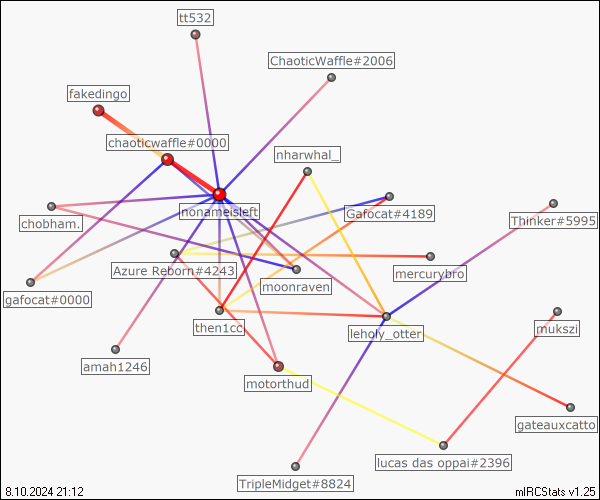 tt532
ChaoticWaffle#2006
fakedingo
chaoticwaffle#0000
nharwhal_
nonameisleft
Gafocat#4189
Thinker#5995
chobham.
Azure Reborn#4243
mercurybro
moonraven
gafocat#0000
then1cc
leholy_otter
mukszi
amah1246
motorthud
gateauxcatto
lucas das oppai#2396
TripleMidget#8824
8.10.2024 21:12
mIRCStats v1.25